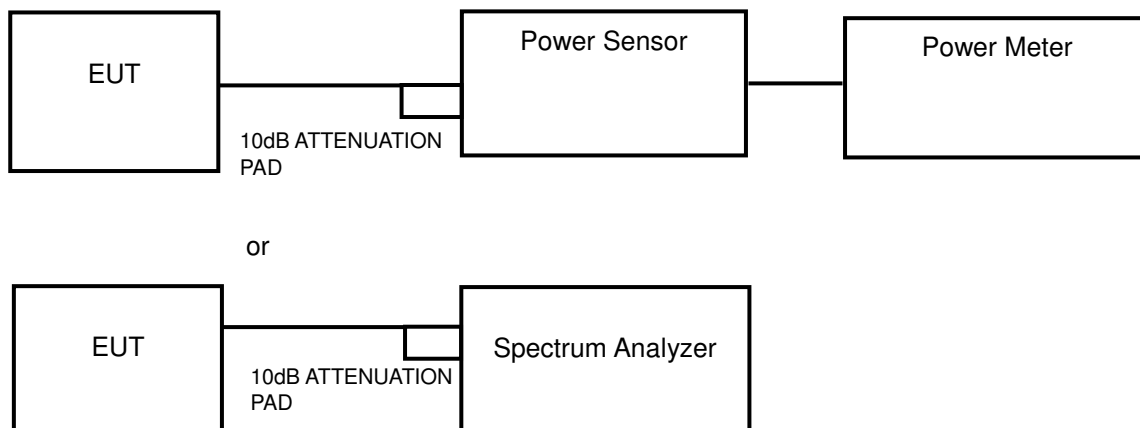 EUT
Power Sensor
Power Meter
10dB ATTENUATION
PAD
or
EUT
Spectrum Analyzer
10dB ATTENUATION
PAD